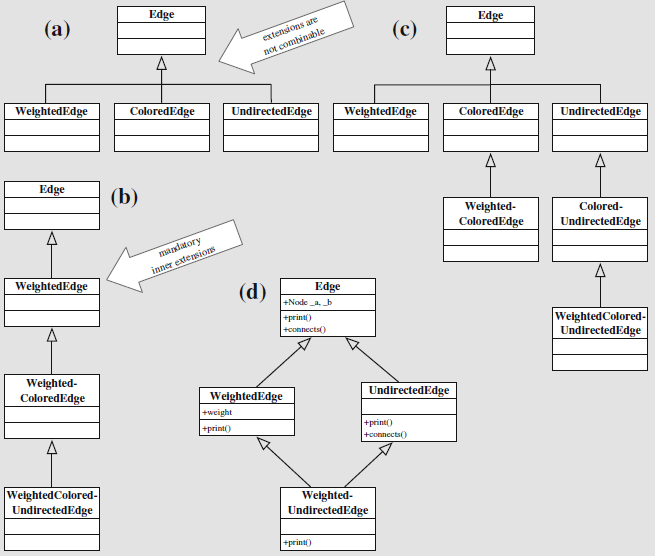 (a)
Edge
extensions are
not combinable
WeightedEdge
ColoredEdge
UndirectedEdge
(c)
Edge
WeightedEdge
ColoredEdge
UndirectedEdge
Weighted-
ColoredEdge
Colored-
UndirectedEdge
WeightedColored-
UndirectedEdge
(b)
Edge
mandatory
inner extensions
WeightedEdge
Weighted-
ColoredEdge
WeightedColored-
UndirectedEdge
(d)
Edge
+Node _a, _b
+print()
+connects()
WeightedEdge
+weight
+print()
UndirectedEdge
+print()
+connects()
Weighted-
UndirectedEdge
+print()